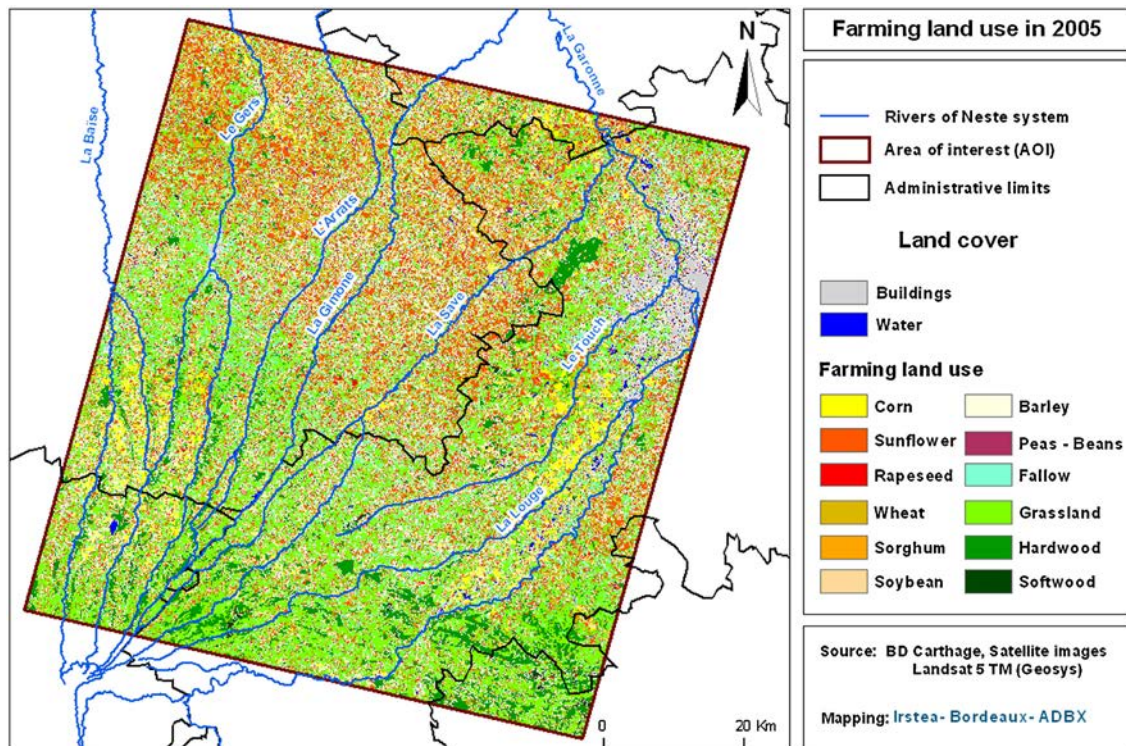 La Garonne
N
La Baïse
Le Gers
L'Arrats
La Gimone
La Save
Le Touch
La Louge
0 20 Km
Farming land use in 2005
Rivers of Neste system
Area of interest (AOI)
Administrative limits
Land cover
Buildings
Water
Farming land use
Corn Barley
Sunflower Peas - Beans
Rapeseed Fallow
Wheat Grassland
Sorghum Hardwood
Soybean Softwood
Source: BD Carthage, Satellite images
Landsat 5 TM (Geosys)
Mapping: Irstea- Bordeaux- ADBX